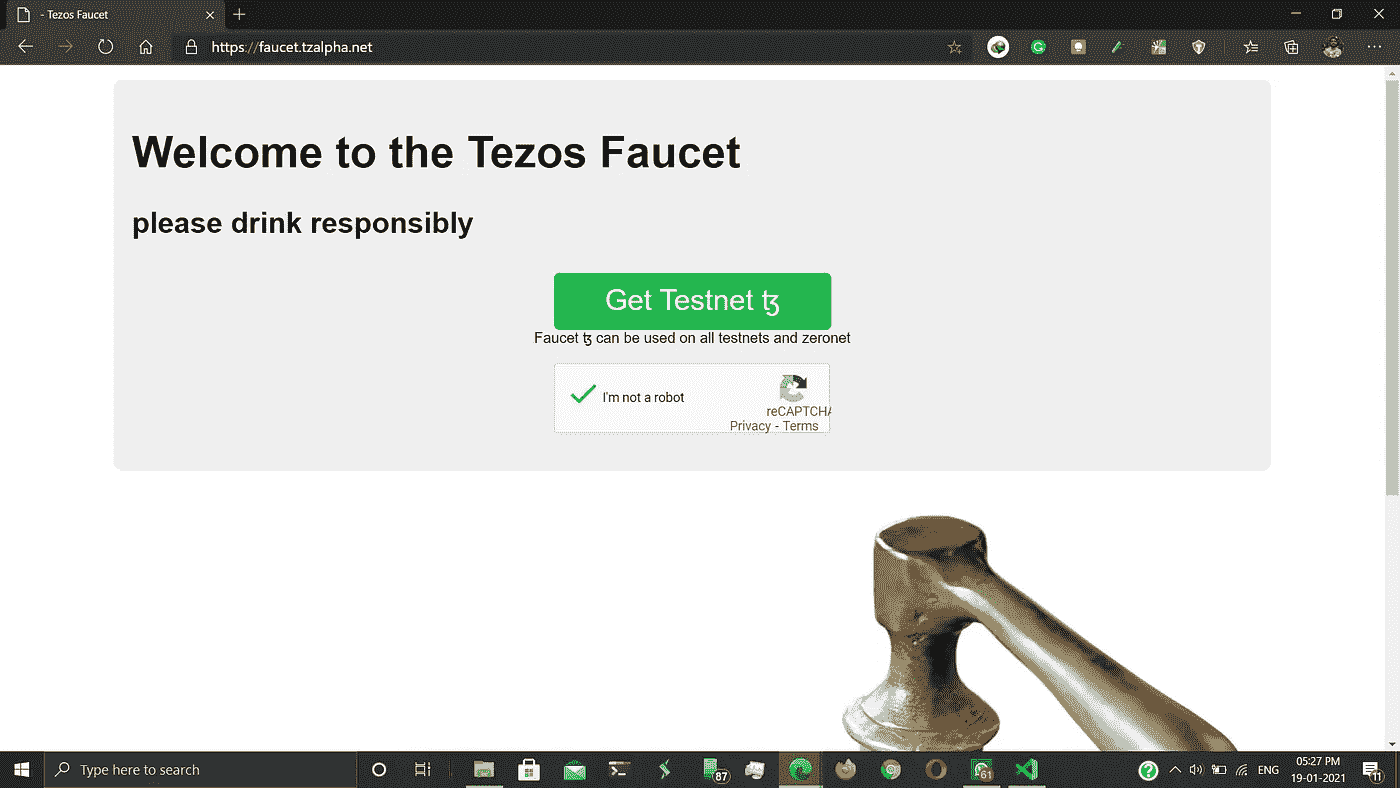 - Tezos Faucet
https://faucet.tzalpha.net
Welcome to the Tezos Faucet
please drink responsibly
Get Testnet ꜩ
Faucet ꜩ can be used on all testnets and zeronet
I'm not a robot
reCAPTCHA
Privacy - Terms
Type here to search
87
61
ENG
05:27 PM
19-01-2021
11